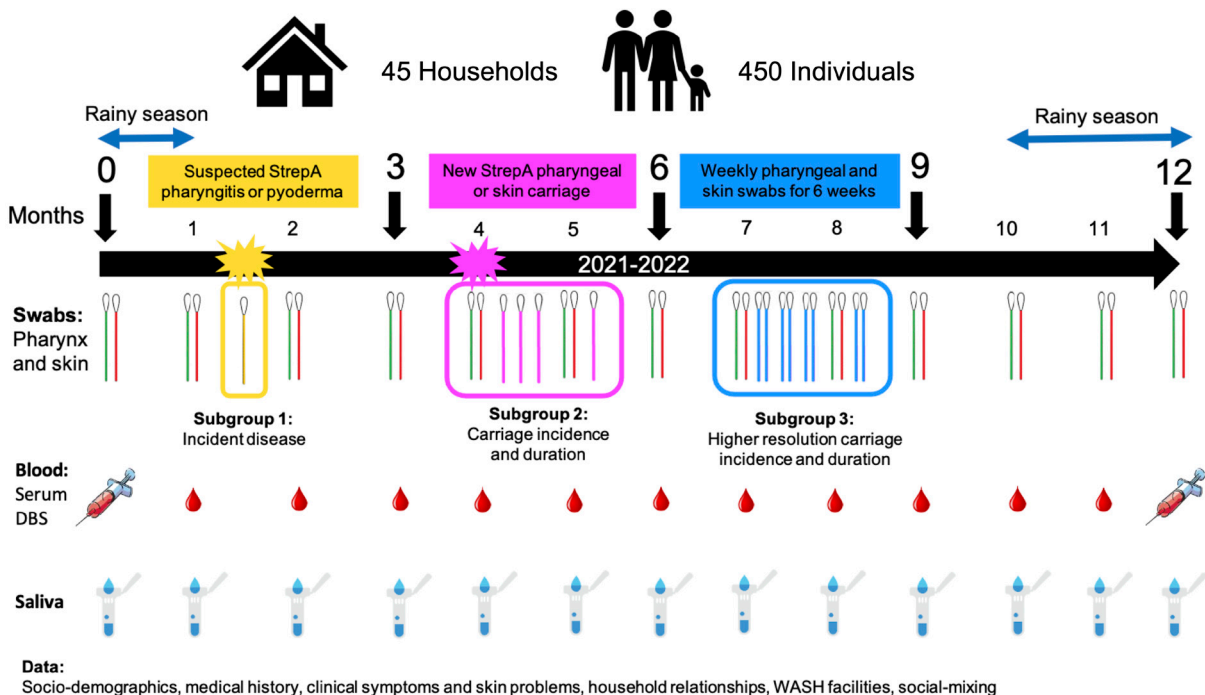 45 Households
450 Individuals
Rainy season
Rainy season
0
Suspected StrepA
pharyngitis or pyoderma
3
New StrepA pharyngeal
or skin carriage
6
Weekly pharyngeal and
skin swabs for 6 weeks
9
12
Months
1
2
4
5
7
8
10
11
2021-2022
Swabs:
Pharynx
and skin
Subgroup 1:
Incident disease
Subgroup 2:
Carriage incidence
and duration
Subgroup 3:
Higher resolution carriage
incidence and duration
Blood:
Serum
DBS
Saliva
Data:
Socio-demographics, medical history, clinical symptoms and skin problems, household relationships, WASH facilities, social-mixing